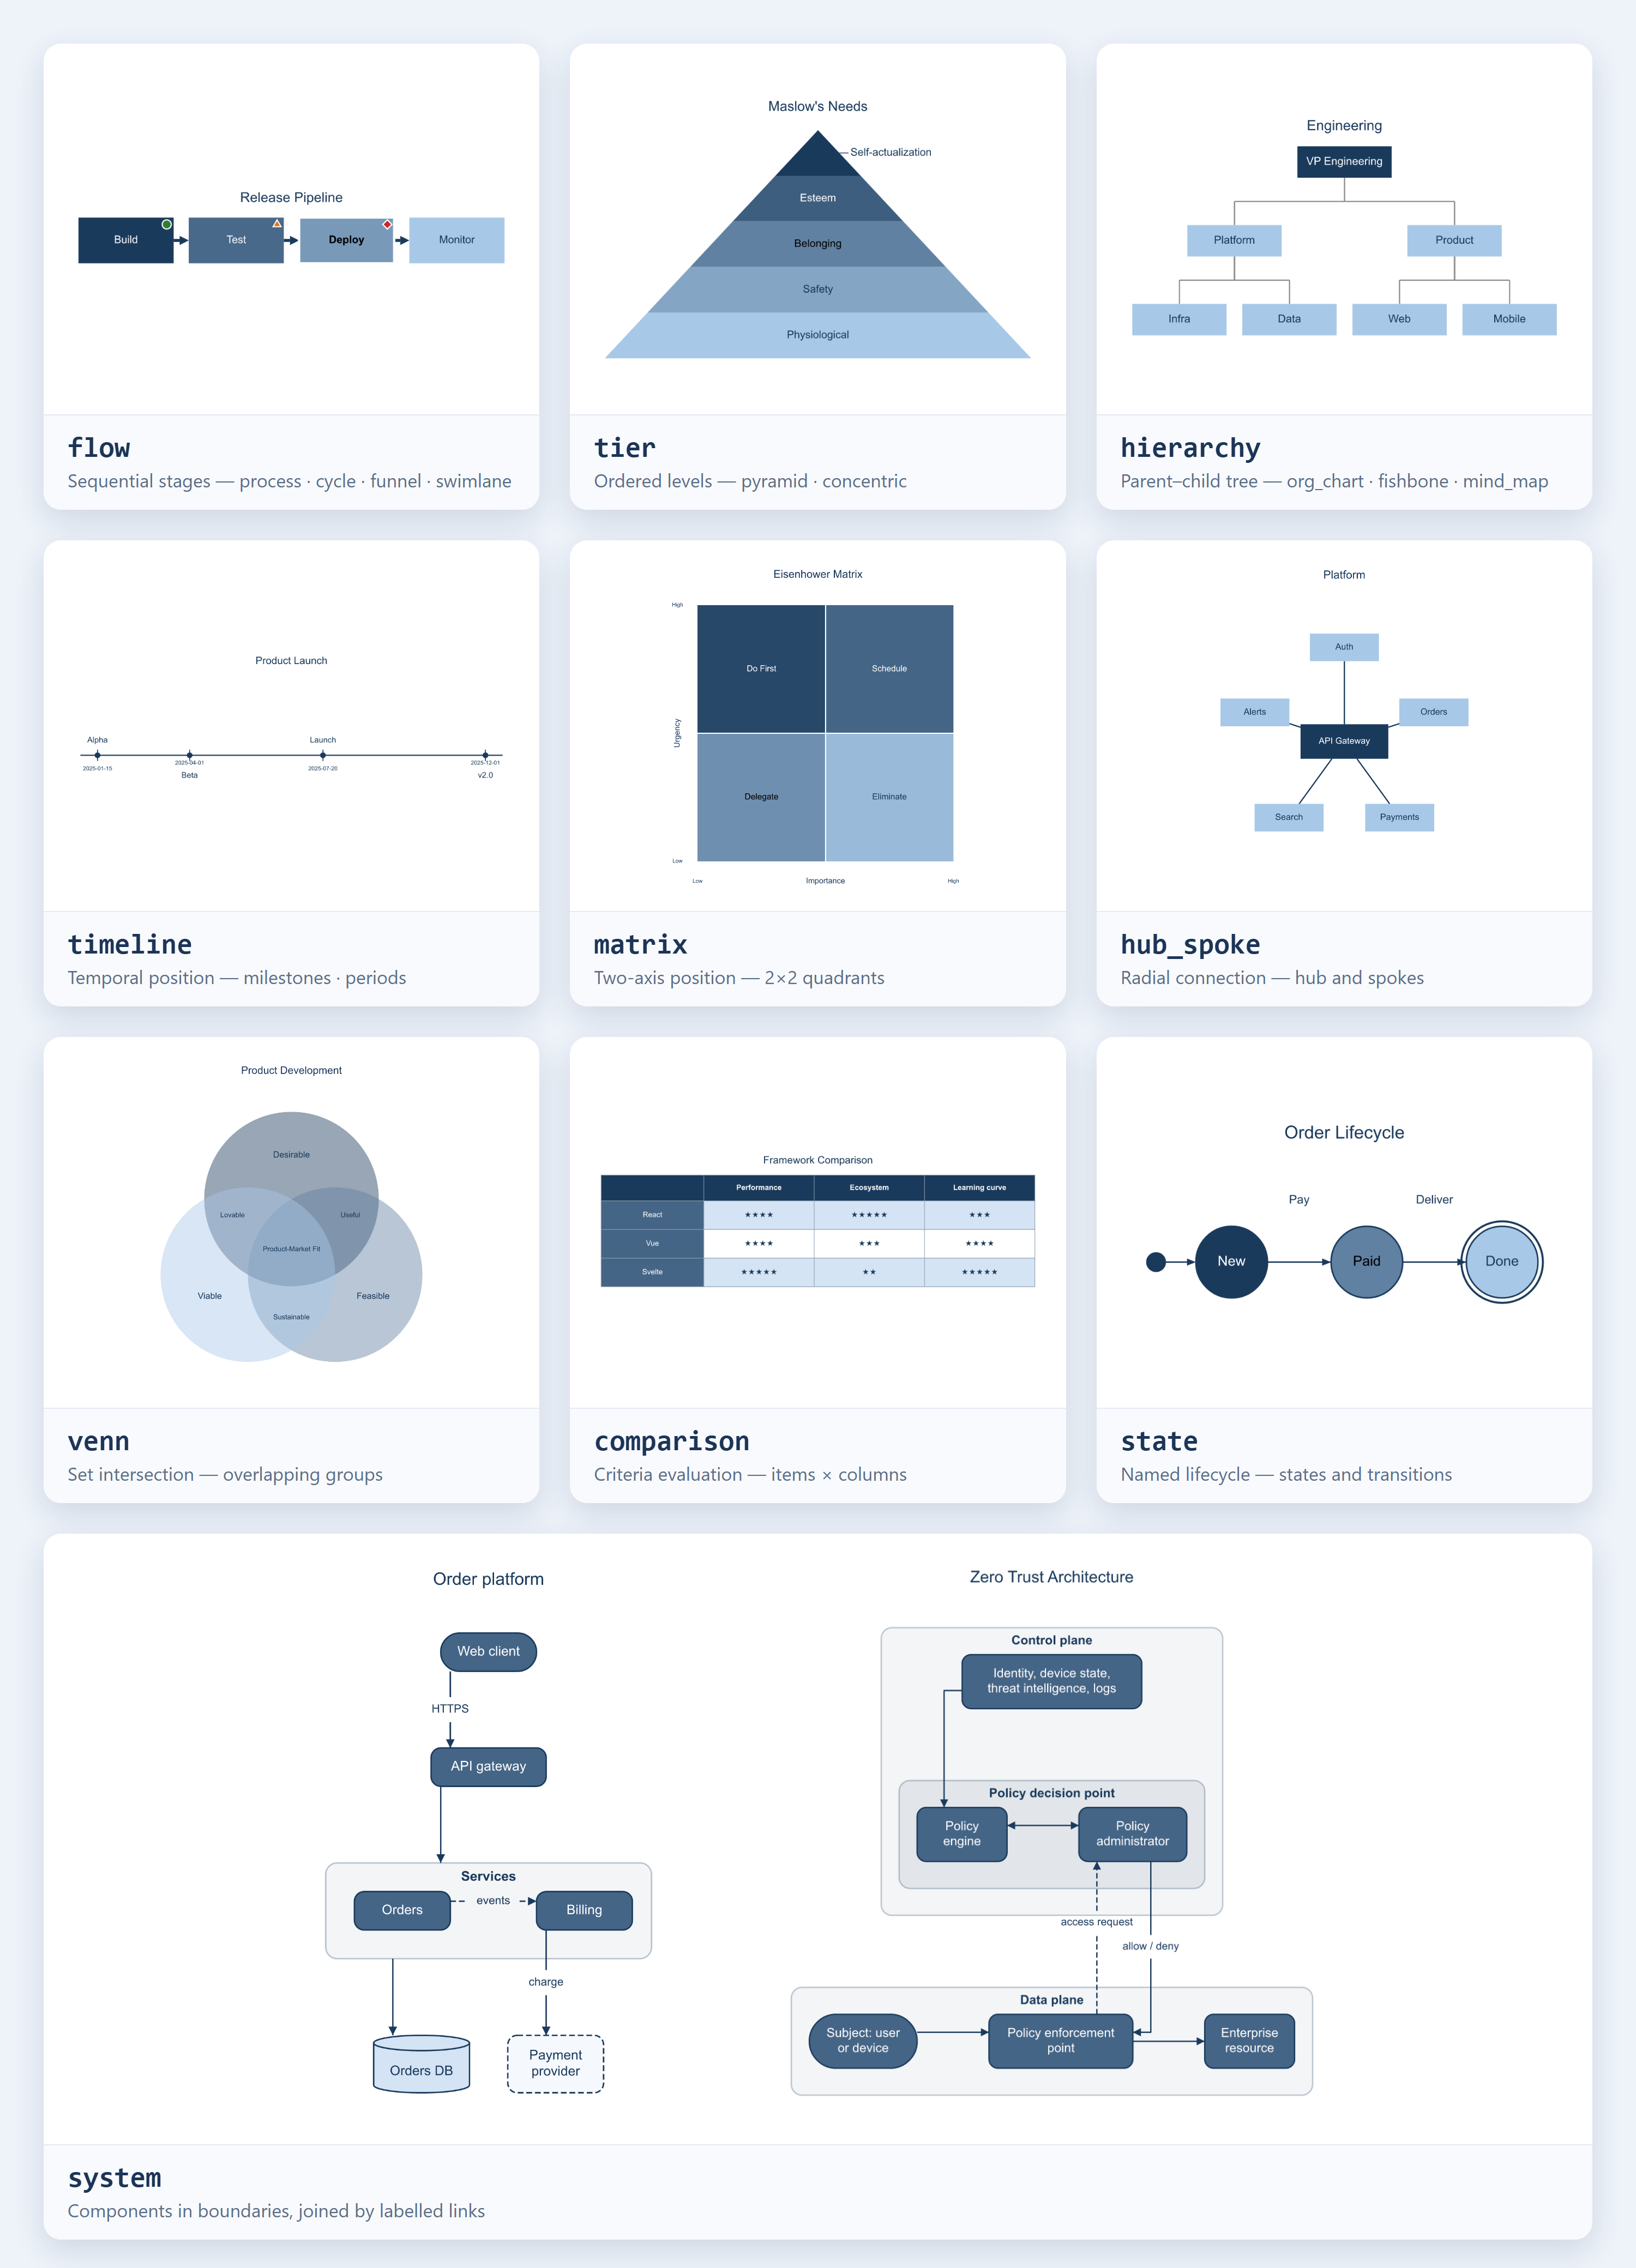 Release Pipeline
Build
Test
Deploy
Monitor
flow
Sequential stages — process · cycle · funnel · swimlane
Maslow's Needs
Self-actualization
Esteem
Belonging
Safety
Physiological
tier
Ordered levels — pyramid · concentric
Engineering
VP Engineering
Platform
Product
Infra
Data
Web
Mobile
hierarchy
Parent–child tree — org_chart · fishbone · mind_map
Product Launch
Alpha
Launch
2025-01-15
2025-04-01
2025-07-20
2025-12-01
Beta
v2.0
timeline
Temporal position — milestones · periods
Eisenhower Matrix
High
Do First
Schedule
Urgency
Delegate
Eliminate
Low
Low
Importance
High
matrix
Two-axis position — 2×2 quadrants
Platform
Auth
Alerts
Orders
API Gateway
Search
Payments
hub_spoke
Radial connection — hub and spokes
Product Development
Desirable
Lovable
Useful
Product-Market Fit
Viable
Feasible
Sustainable
venn
Set intersection — overlapping groups
Framework Comparison
Performance
Ecosystem
Learning curve
React
★★★★
★★★★★
★★★
Vue
★★★★
★★★
★★★★
Svelte
★★★★★
★★
★★★★★
comparison
Criteria evaluation — items × columns
Order Lifecycle
Pay
Deliver
New
Paid
Done
state
Named lifecycle — states and transitions
Order platform
Web client
HTTPS
API gateway
Services
Orders
events
Billing
charge
Orders DB
Payment
provider
Zero Trust Architecture
Control plane
Identity, device state,
threat intelligence, logs
Policy decision point
Policy
engine
Policy
administrator
access request
allow / deny
Data plane
Subject: user
or device
Policy enforcement
point
Enterprise
resource
system
Components in boundaries, joined by labelled links